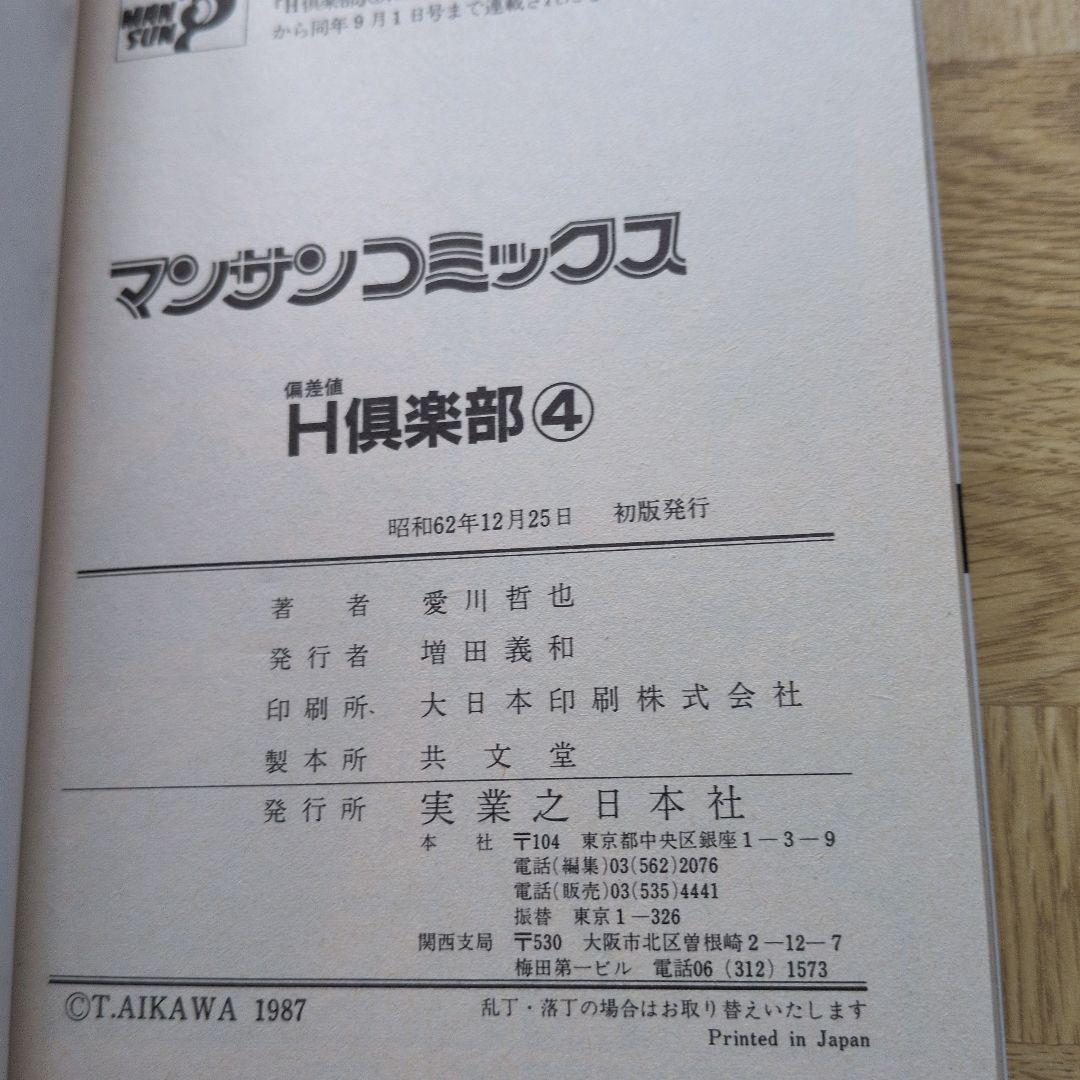 MAN
SUN
「H倶楽部
から同年9月1日号まで連載され
マンサンコミックス
偏差値
H倶楽部④
昭和62年12月25日 初版発行
著者 愛川哲也
発行者 増田義和
印刷所 大日本印刷株式会社
製本所 共文堂
発行所 実業之日本社
本社 〒104 東京都中央区銀座1－3－9
電話(編集)03(562)2076
電話(販売)03(535)4441
振替 東京1－326
関西支局 〒530 大阪市北区曽根崎2－12－7
梅田第一ビル 電話06(312)1573
©T.AIKAWA 1987 乱丁・落丁の場合はお取り替えいたします
Printed in Japan